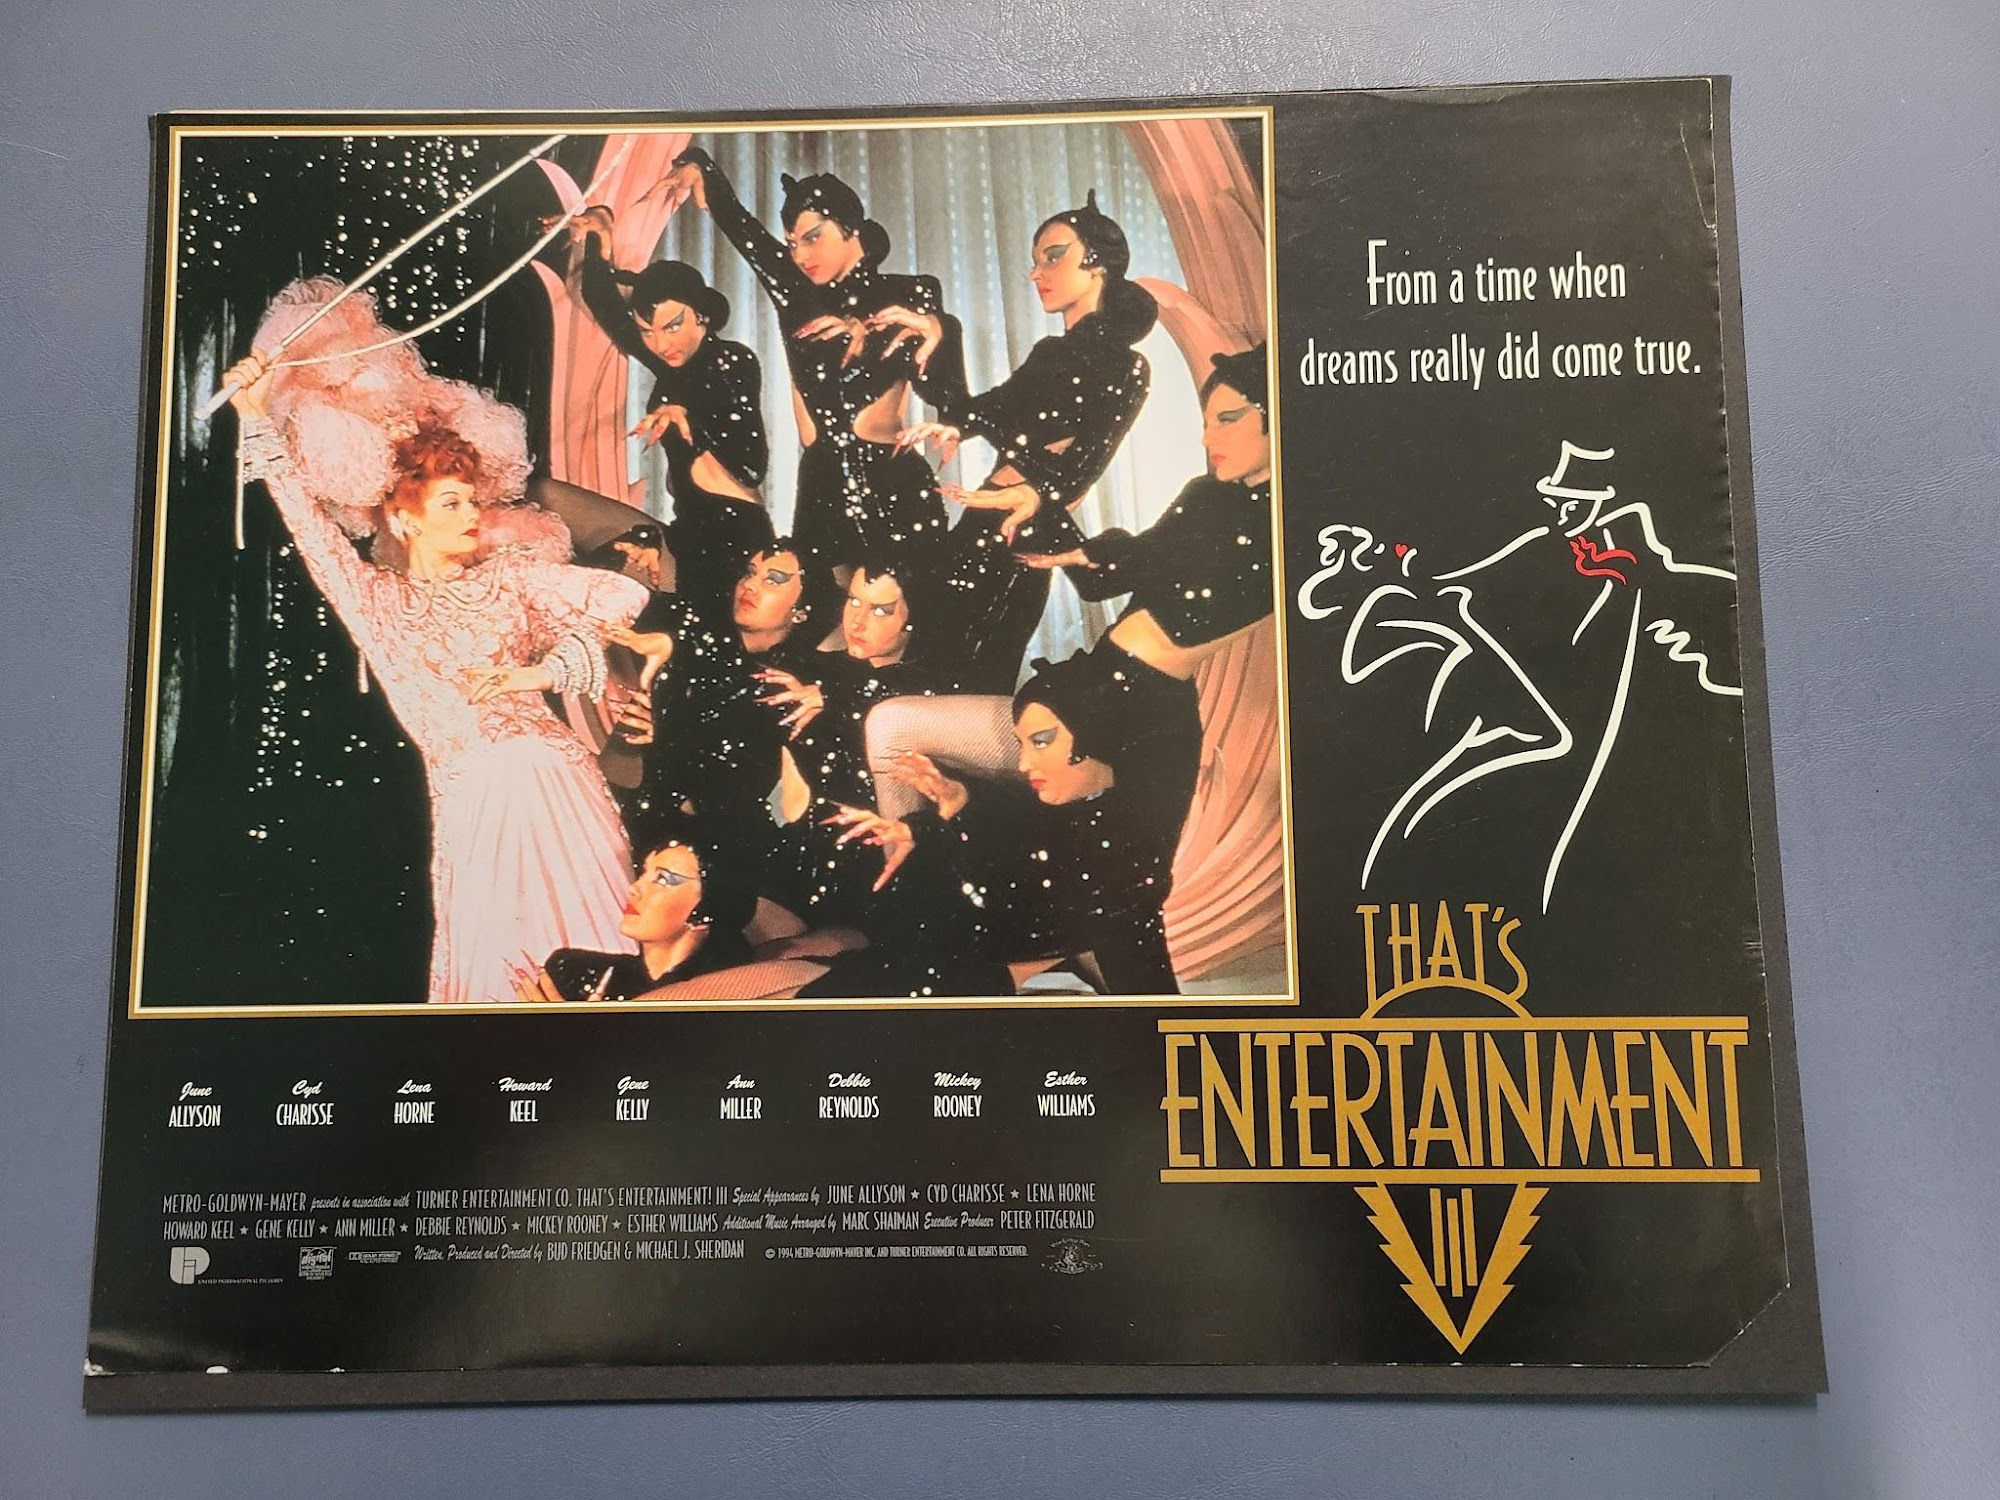 From a time when
dreams really did come true.
THAT'S
ENTERTAINMENT
III
June ALLYSON
Cyd CHARISSE
Lena HORNE
Howard KEEL
Gene KELLY
Ann MILLER
Debbie REYNOLDS
Mickey ROONEY
Esther WILLIAMS
METRO-GOLDWYN-MAYER presents in association with TURNER ENTERTAINMENT CO. THAT'S ENTERTAINMENT! III Special Appearances by JUNE ALLYSON ★ CYD CHARISSE ★ LENA HORNE
HOWARD KEEL ★ GENE KELLY ★ ANN MILLER ★ DEBBIE REYNOLDS ★ MICKEY ROONEY ★ ESTHER WILLIAMS Additional Music Arranged by MARC SHAIMAN Executive Producer PETER FITZGERALD
Written, Produced and Directed by BUD FRIEDGEN & MICHAEL J. SHERIDAN © 1994 METRO-GOLDWYN-MAYER INC. AND TURNER ENTERTAINMENT CO. ALL RIGHTS RESERVED.
UNITED INTERNATIONAL PICTURES